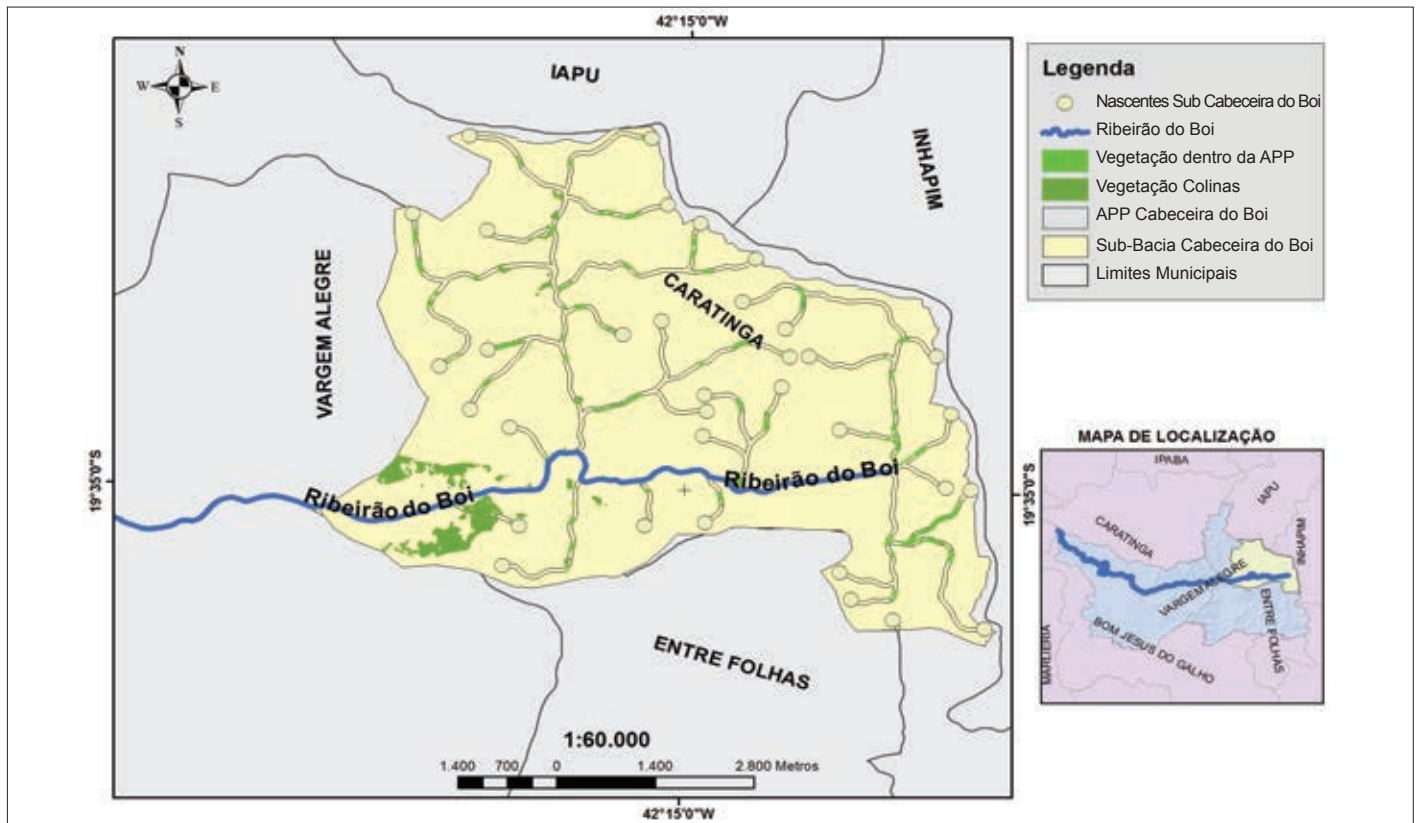 42°15'0"W
N
W E
S
IAPU
INHAPIM
VARGEM ALEGRE
CARATINGA
19°35'0"S
19°35'0"S
Ribeirão do Boi
Ribeirão do Boi
ENTRE FOLHAS
1:60.000
1.400 700 0 1.400 2.800 Metros
42°15'0"W
Legenda
Nascentes Sub Cabeceira do Boi
Ribeirão do Boi
Vegetação dentro da APP
Vegetação Colinas
APP Cabeceira do Boi
Sub-Bacia Cabeceira do Boi
Limites Municipais
MAPA DE LOCALIZAÇÃO
IPABA
IAPU
CARATINGA
INHAPIM
VARGEM ALEGRE
ENTRE FOLHAS
BOM JESUS DO GALHO
MARLIERIA